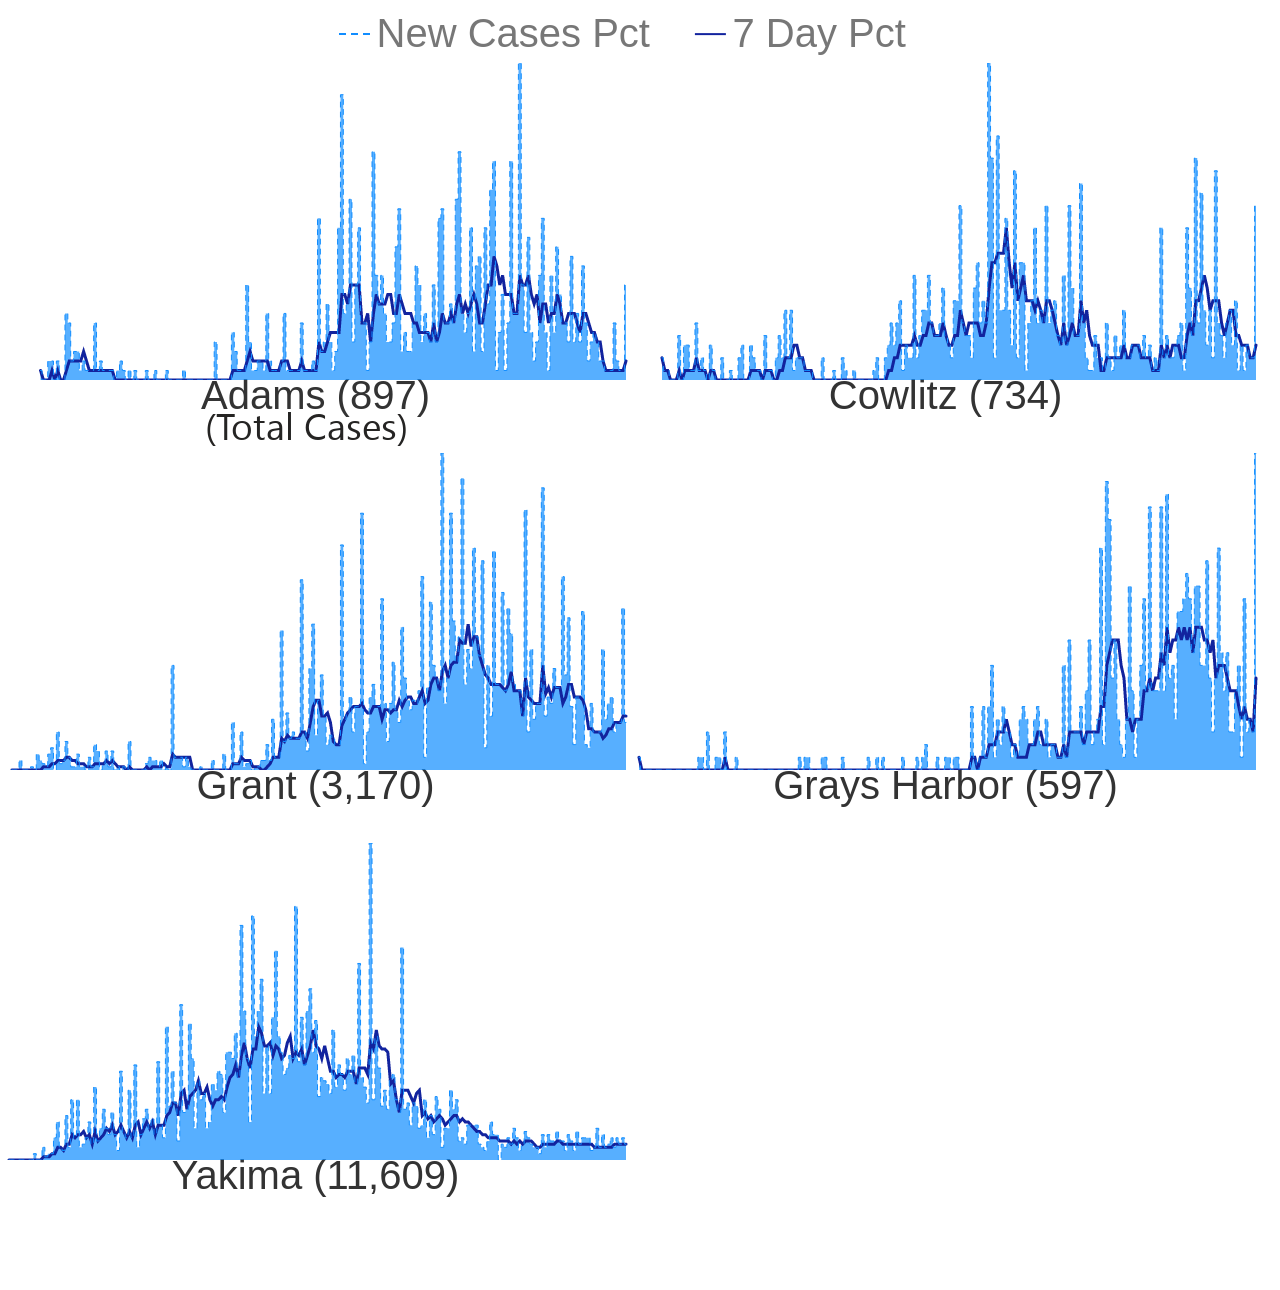 New Cases Pct 7 Day Pct
Adams (897) Cowlitz (734)
(Total Cases)
Grant (3,170) Grays Harbor (597)
Yakima (11,609)